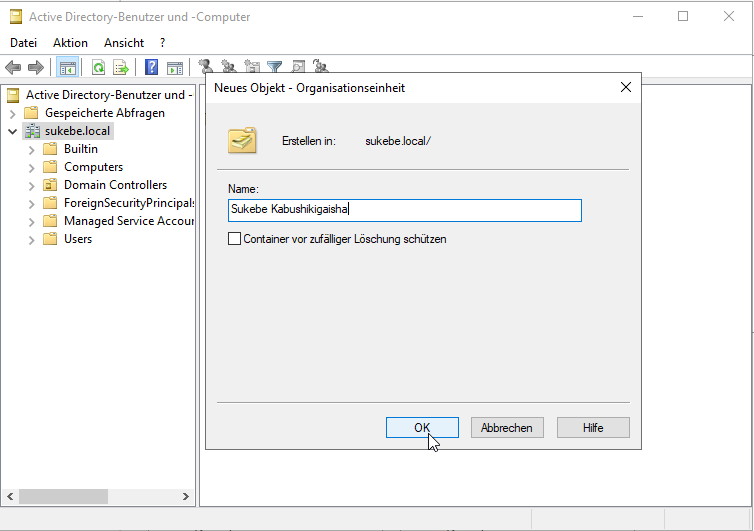 Active Directory-Benutzer und -Computer
Datei Aktion Ansicht ?
Active Directory-Benutzer und -
Gespeicherte Abfragen
sukebe.local
Builtin
Computers
Domain Controllers
ForeignSecurityPrincipals
Managed Service Accour
Users
Neues Objekt - Organisationseinheit
Erstellen in: sukebe.local/
Name:
Sukebe Kabushikigaisha
Container vor zufälliger Löschung schützen
OK Abbrechen Hilfe